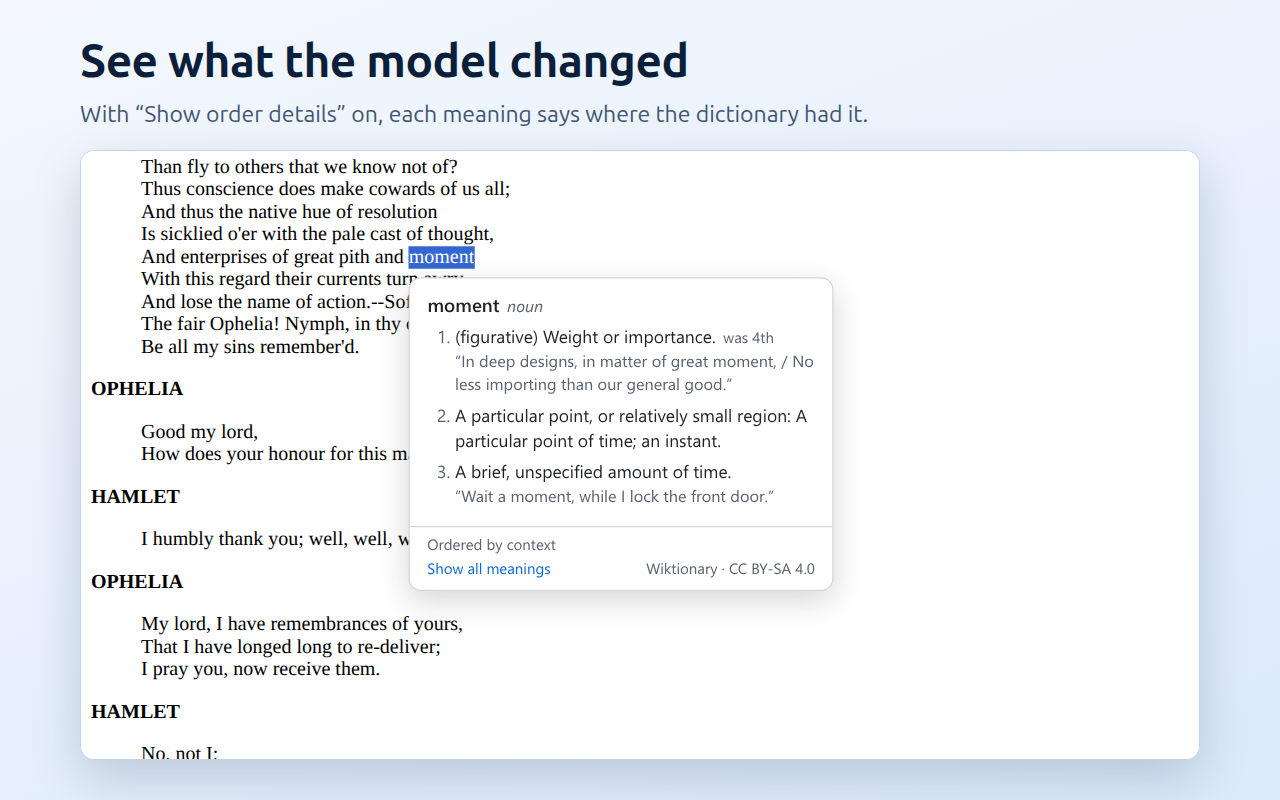 See what the model changed
With “Show order details” on, each meaning says where the dictionary had it.
Than fly to others that we know not of?
Thus conscience does make cowards of us all;
And thus the native hue of resolution
Is sicklied o'er with the pale cast of thought,
And enterprises of great pith and moment
With this regard their currents turn
And lose the name of action.--
The fair Ophelia! Nymph, in thy
Be all my sins remember'd.
OPHELIA
Good my lord,
How does your honour for this
HAMLET
I humbly thank you; well, well,
OPHELIA
My lord, I have remembrances of yours,
That I have longed long to re-deliver;
I pray you, now receive them.
HAMLET
No, not I;
moment noun
1. (figurative) Weight or importance. was 4th
“In deep designs, in matter of great moment, / No
less importing than our general good.”
2. A particular point, or relatively small region: A
particular point of time; an instant.
3. A brief, unspecified amount of time.
“Wait a moment, while I lock the front door.”
Ordered by context
Show all meanings
Wiktionary · CC BY-SA 4.0